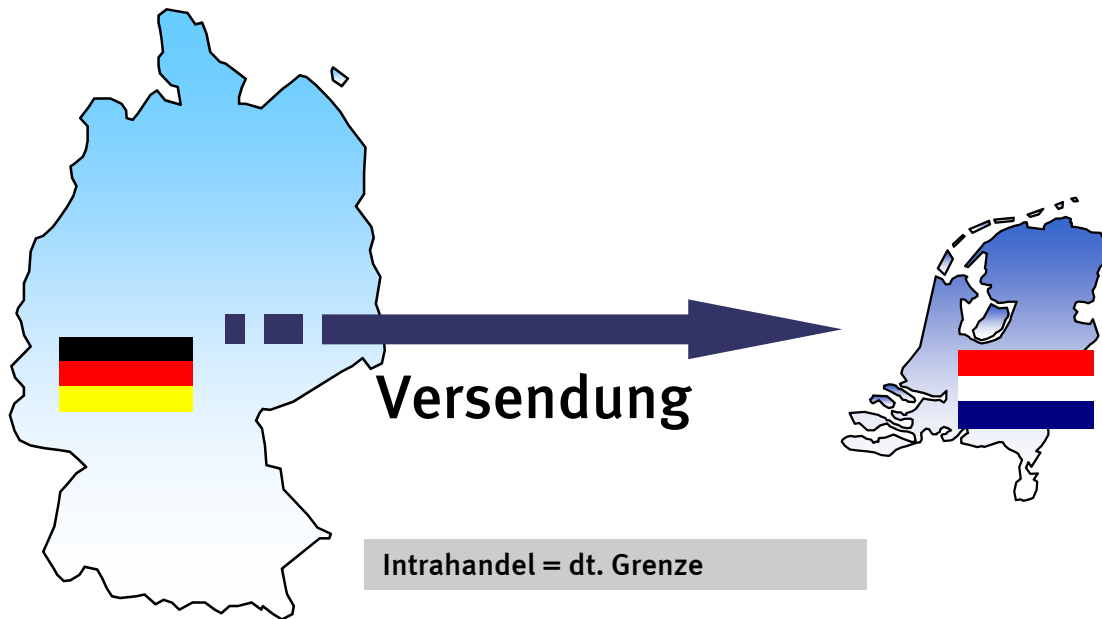 Versendung
Intrahandel = dt. Grenze